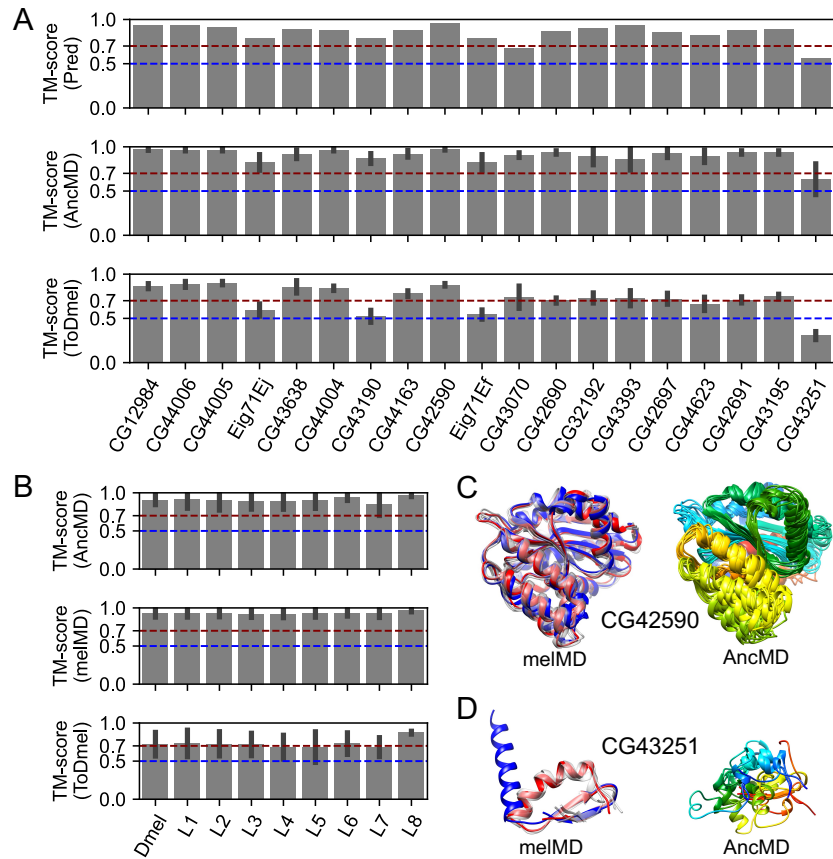 A
TM-score
(Pred)
1.0
0.7
0.5
0.0
TM-score
(AncMD)
1.0
0.7
0.5
0.0
TM-score
(ToDmel)
1.0
0.7
0.5
0.0
CG12984
CG44006
CG44005
Eig71Ej
CG43638
CG44004
CG43190
CG44163
CG42590
Eig71Ef
CG43070
CG42690
CG32192
CG43393
CG42697
CG44623
CG42691
CG43195
CG43251
B
TM-score
(AncMD)
1.0
0.7
0.5
0.0
TM-score
(melMD)
1.0
0.7
0.5
0.0
TM-score
(ToDmel)
1.0
0.7
0.5
0.0
Dmel
L1
L2
L3
L4
L5
L6
L7
L8
C
CG42590
melMD
AncMD
D
CG43251
melMD
AncMD